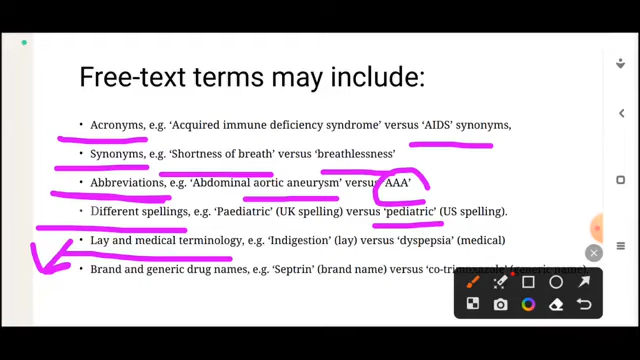 Free-text terms may include:
• Acronyms, e.g. ‘Acquired immune deficiency syndrome’ versus ‘AIDS’ synonyms,
• Synonyms, e.g. ‘Shortness of breath’ versus ‘breathlessness’
• Abbreviations, e.g. ‘Abdominal aortic aneurysm’ versus ‘AAA’
• Different spellings, e.g. ‘Paediatric’ (UK spelling) versus ‘pediatric’ (US spelling).
• Lay and medical terminology, e.g. ‘Indigestion’ (lay) versus ‘dyspepsia’ (medical)
• Brand and generic drug names, e.g. ‘Septrin’ (brand name) versus ‘co-trimoxazole’ (generic name).